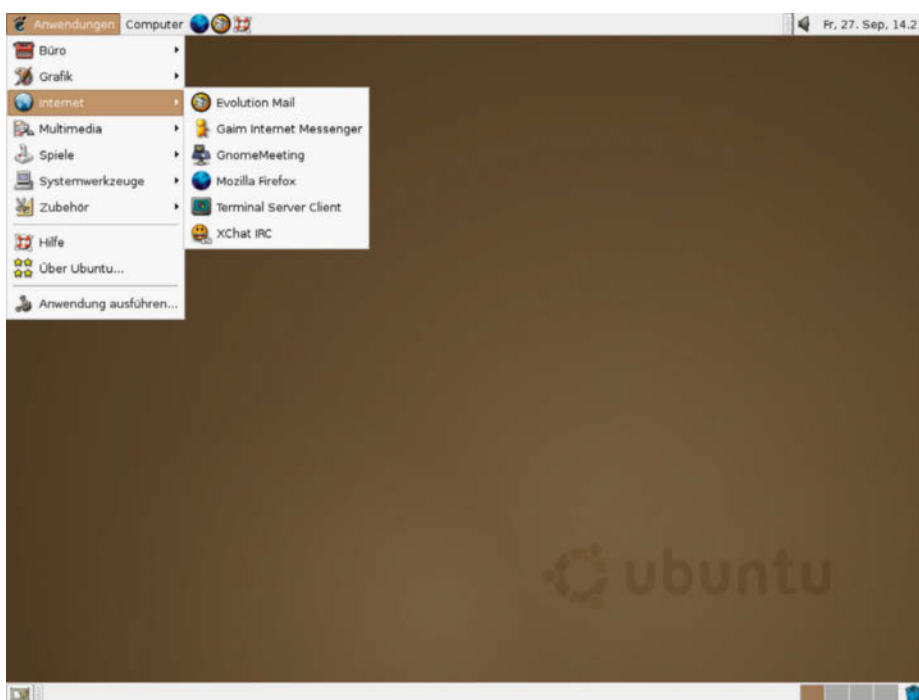 Anwendungen Computer
Fr, 27. Sep, 14.2
Büro
Grafik
Internet
Multimedia
Spiele
Systemwerkzeuge
Zubehör
Hilfe
Über Ubuntu...
Anwendung ausführen...
Evolution Mail
Gaim Internet Messenger
GnomeMeeting
Mozilla Firefox
Terminal Server Client
XChat IRC
ubuntu